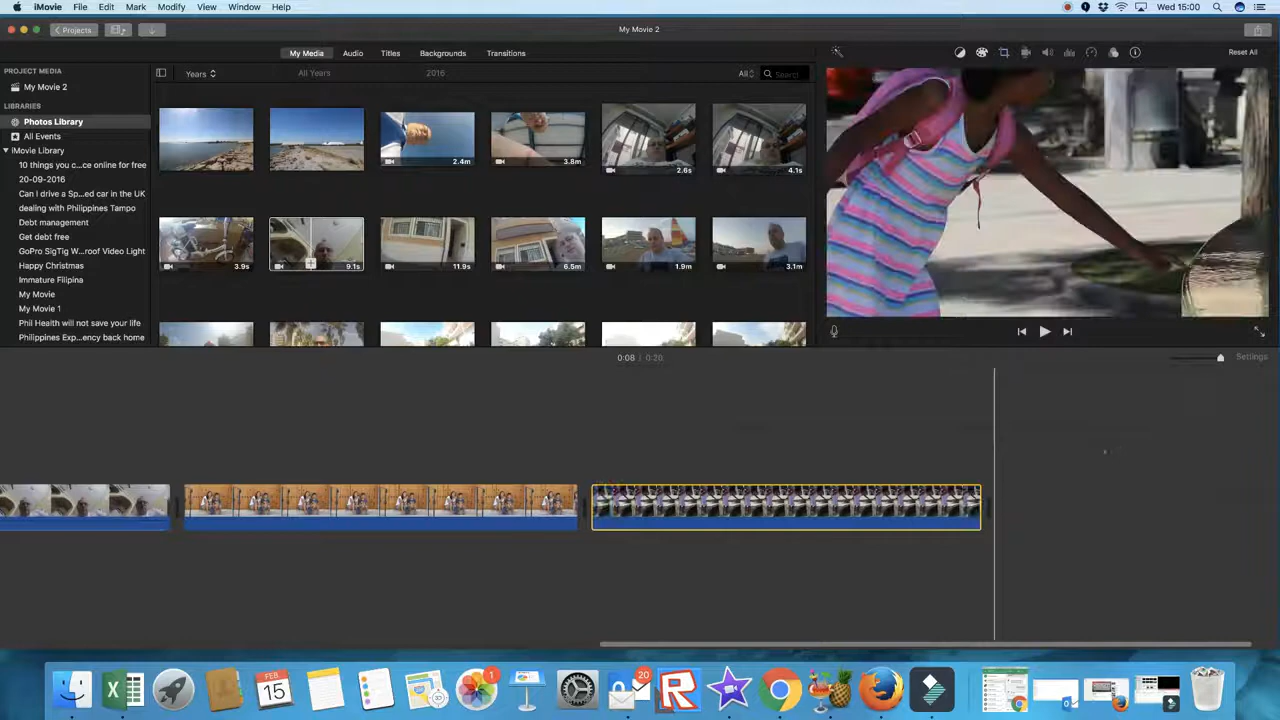 iMovie File Edit Mark Modify View Window Help Wed 15:00
Projects My Movie 2
My Media Audio Titles Backgrounds Transitions Reset All
PROJECT MEDIA
My Movie 2
LIBRARIES
Photos Library
All Events
iMovie Library
10 things you c...ce online for free
20-09-2016
Can I drive a Sp...ed car in the UK
dealing with Philippines Tampo
Debt management
Get debt free
GoPro SigTig W...roof Video Light
Happy Christmas
Immature Filipina
My Movie
My Movie 1
Phil Health will not save your life
Philippines Exp...ency back home
Years All Years 2016 All Search
2.4m 3.8m 2.6s 4.1s
3.9s 9.1s 11.9s 6.5m 1.9m 3.1m
0:08 0:20 Settings
FEB
15
1
20